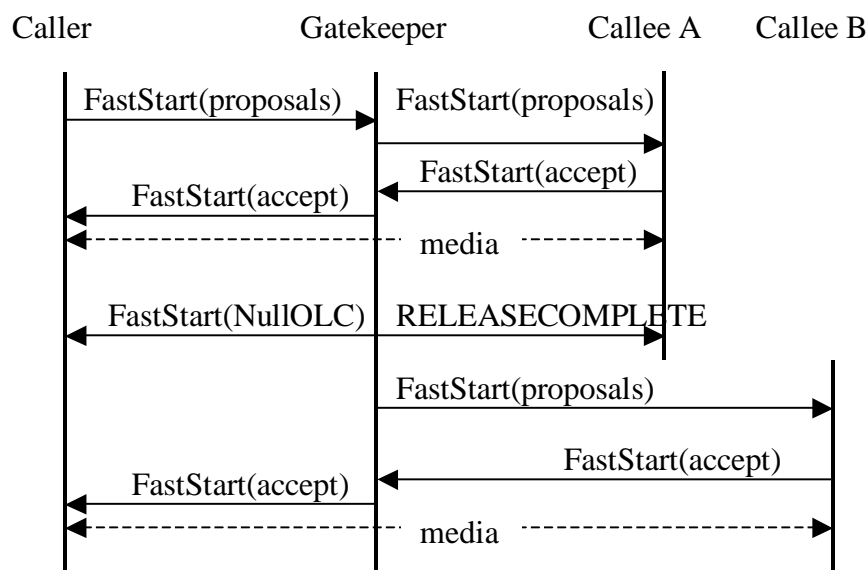 Caller Gatekeeper Callee A Callee B
FastStart(proposals) FastStart(proposals)
FastStart(accept)
FastStart(accept)
media
FastStart(NullOLC) RELEASECOMPLETE
FastStart(proposals)
FastStart(accept)
FastStart(accept)
media